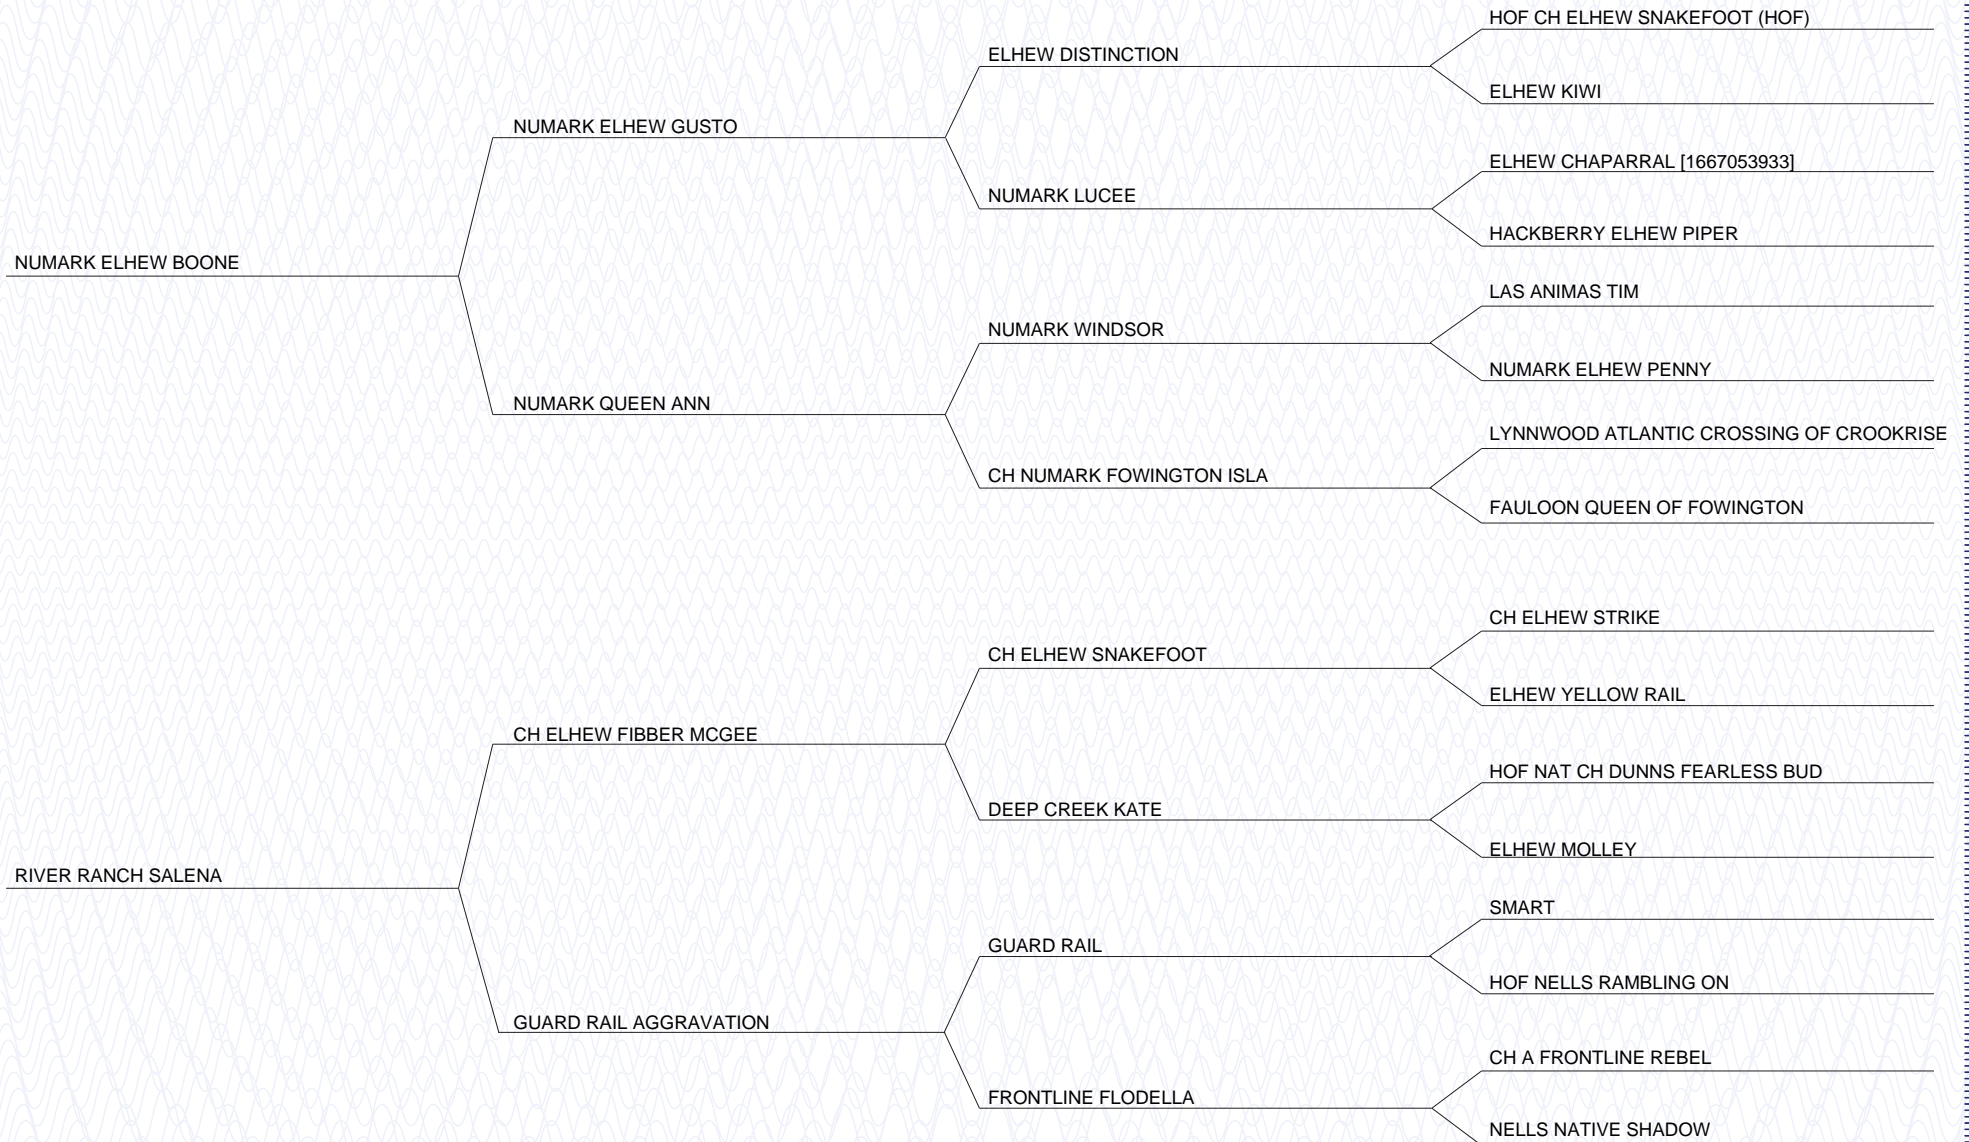 HOF CH ELHEW SNAKEFOOT (HOF)
ELHEW DISTINCTION
ELHEW KIWI
NUMARK ELHEW GUSTO
ELHEW CHAPARRAL [1667053933]
NUMARK LUCEE
HACKBERRY ELHEW PIPER
NUMARK ELHEW BOONE
LAS ANIMAS TIM
NUMARK WINDSOR
NUMARK ELHEW PENNY
NUMARK QUEEN ANN
LYNNWOOD ATLANTIC CROSSING OF CROOKRISE
CH NUMARK FOWINGTON ISLA
FAULOON QUEEN OF FOWINGTON
CH ELHEW STRIKE
CH ELHEW SNAKEFOOT
ELHEW YELLOW RAIL
CH ELHEW FIBBER MCGEE
HOF NAT CH DUNNS FEARLESS BUD
DEEP CREEK KATE
ELHEW MOLLEY
RIVER RANCH SALENA
SMART
GUARD RAIL
HOF NELLS RAMBLING ON
GUARD RAIL AGGRAVATION
CH A FRONTLINE REBEL
FRONTLINE FLODELLA
NELLS NATIVE SHADOW